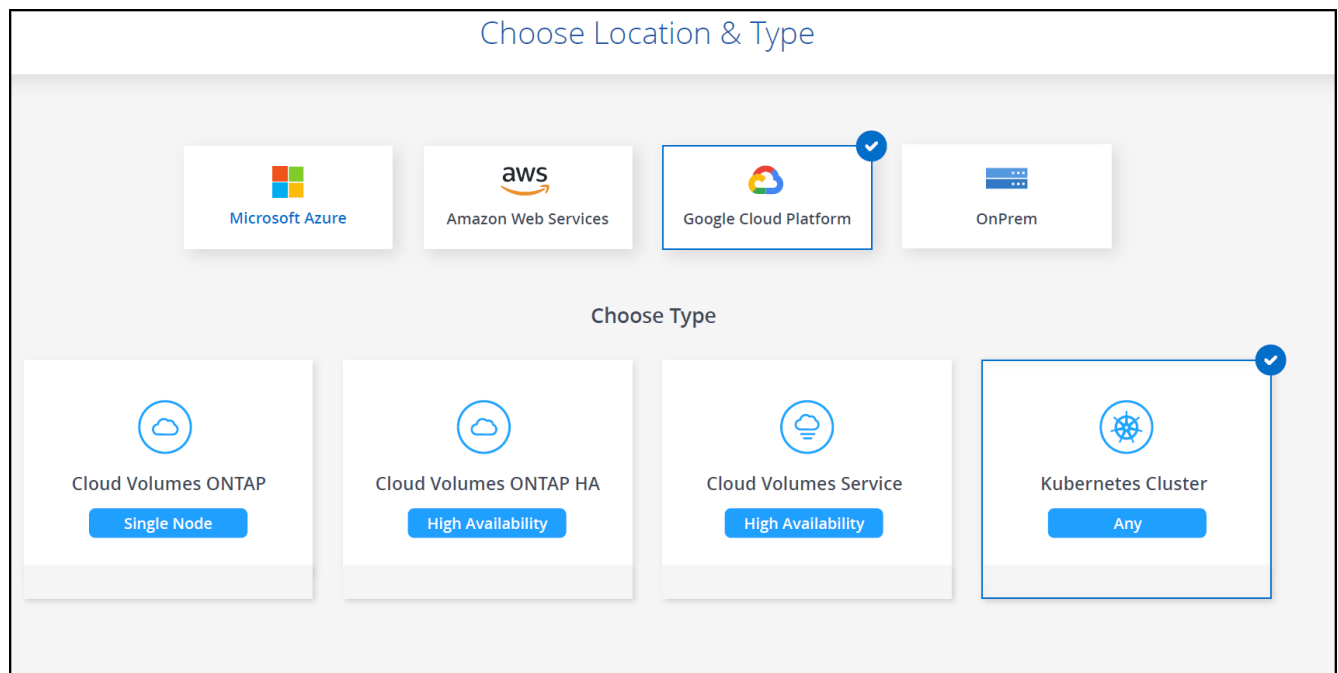 Choose Location & Type
aws
Microsoft Azure
Amazon Web Services
Google Cloud Platform
OnPrem
Choose Type
Cloud Volumes ONTAP
Single Node
Cloud Volumes ONTAP HA
High Availability
Cloud Volumes Service
High Availability
Kubernetes Cluster
Any